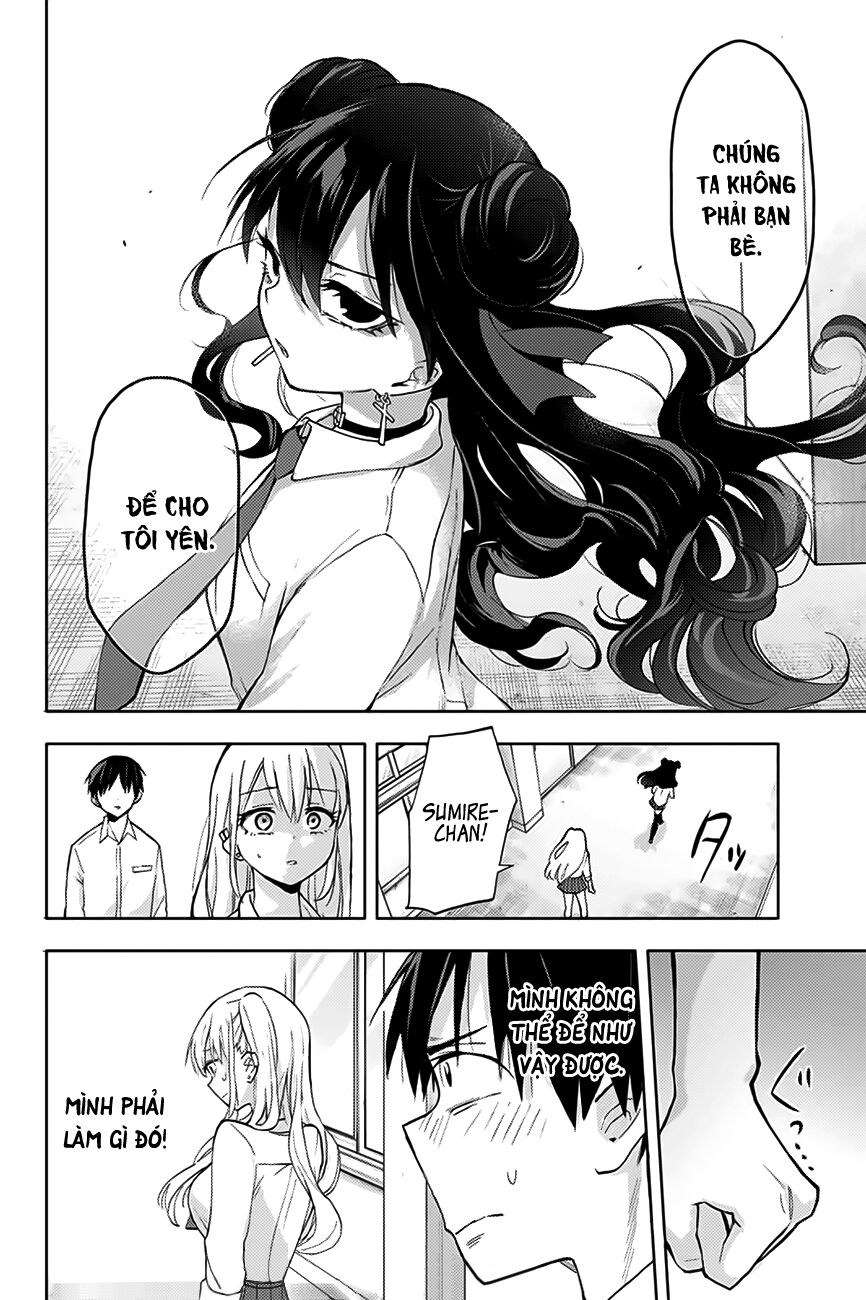 CHÚNG
TA KHÔNG
PHẢI BẠN
BÈ.
ĐỂ CHO
TÔI YÊN.
SUMIRE-
CHAN!
タッ
ぐっ…
MÌNH KHÔNG
THỂ ĐỂ NHƯ
VẬY ĐƯỢC.
MÌNH PHẢI
LÀM GÌ ĐÓ!